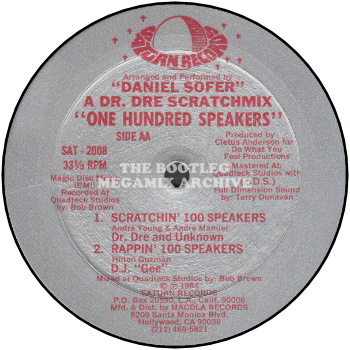 SATURN RECORDS
Arranged and Performed by
"DANIEL SOFER"
A DR. DRE SCRATCHMIX
"ONE HUNDRED SPEAKERS"
SIDE AA
SAT - 2008
33⅓ RPM
Magic Disc Music
(BMI)
Recorded At
Quadteck Studios
by: Bob Brown
Produced by
Cletus Anderson for
Do What You
Feel Productions
Mastered At:
Quadteck Studios with
(F.D.S.)
Full Dimension Sound
by: Terry Donavan
THE BOOTLEG
MEGAMIX ARCHIVE
1. SCRATCHIN' 100 SPEAKERS
Andre Young & Andre Manuel
Dr. Dre and Unknown
2. RAPPIN' 100 SPEAKERS
Hilton Guzman
D.J. "Gee"
Mixed at Quadteck Studios by: Bob Brown
© ℗ 1984
SATURN RECORDS
P.O. Box L.A., Calif. 90006
Mfg. & Dist. by MACOLA RECORDS
6209 Santa Monica Blvd.
Hollywood, CA 90038
(213) 469-5821